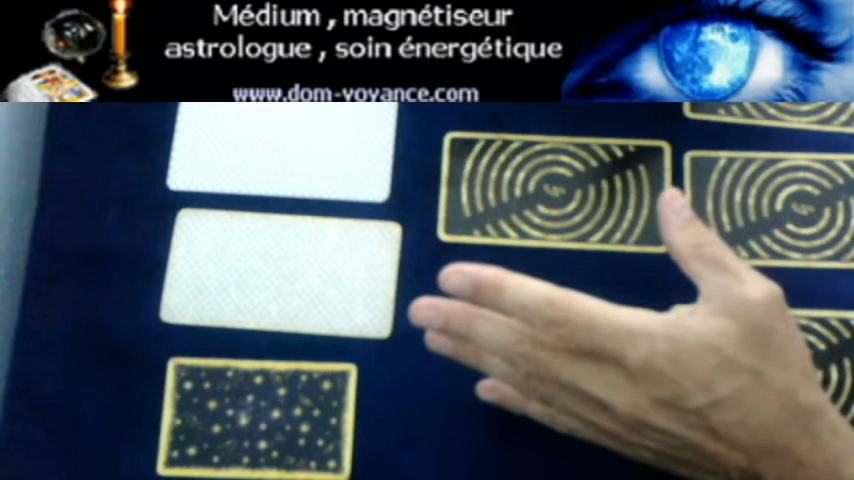 Médium , magnétiseur
astrologue , soin énergétique
www.dom-voyance.com